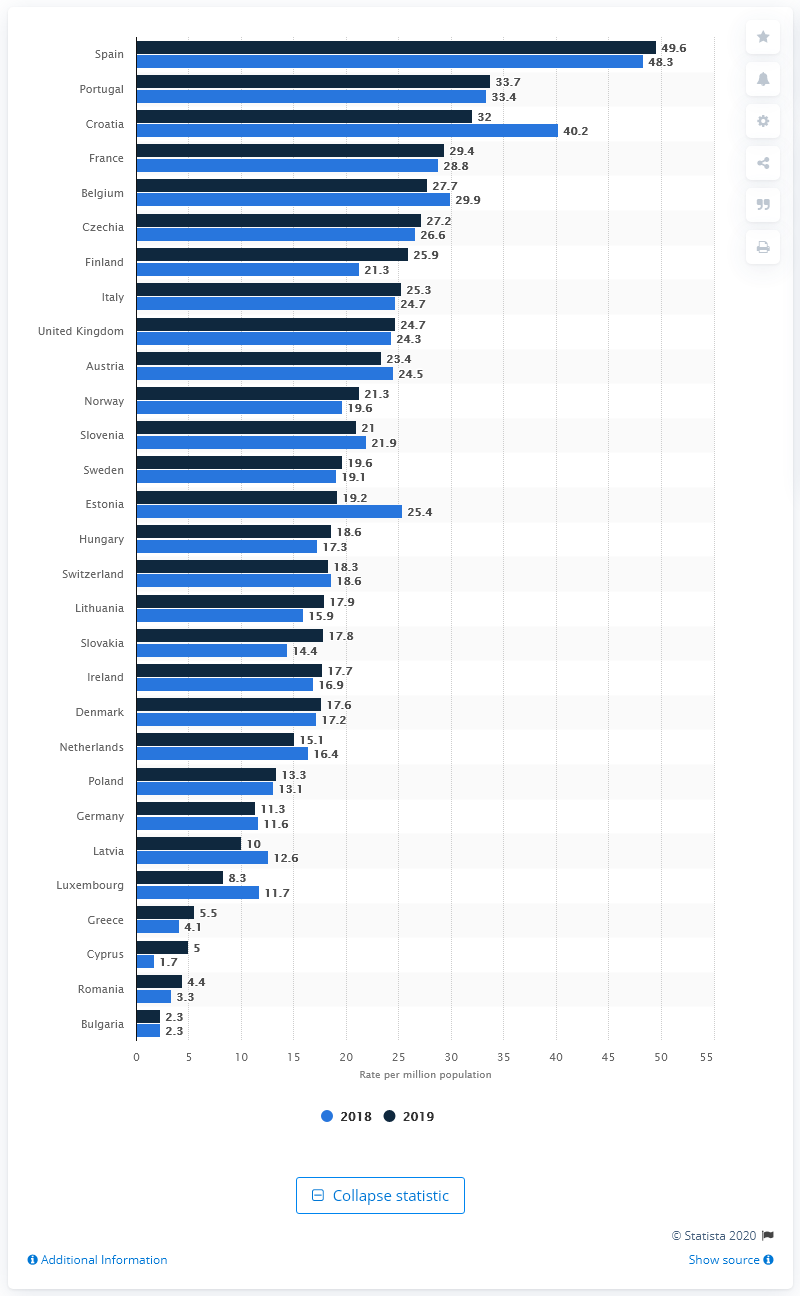 Spain 49.6
48.3
Portugal 33.7
33.4
Croatia 32
40.2
France 29.4
28.8
Belgium 27.7
29.9
Czechia 27.2
26.6
Finland 25.9
21.3
Italy 25.3
24.7
United Kingdom 24.7
24.3
Austria 23.4
24.5
Norway 21.3
19.6
Slovenia 21
21.9
Sweden 19.6
19.1
Estonia 19.2
25.4
Hungary 18.6
17.3
Switzerland 18.3
18.6
Lithuania 17.9
15.9
Slovakia 17.8
14.4
Ireland 17.7
16.9
Denmark 17.6
17.2
Netherlands 15.1
16.4
Poland 13.3
13.1
Germany 11.3
11.6
Latvia 10
12.6
Luxembourg 8.3
11.7
Greece 5.5
4.1
Cyprus 5
1.7
Romania 4.4
3.3
Bulgaria 2.3
2.3
0 5 10 15 20 25 30 35 40 45 50 55
Rate per million population
2018 2019
Collapse statistic
© Statista 2020
Additional Information Show source